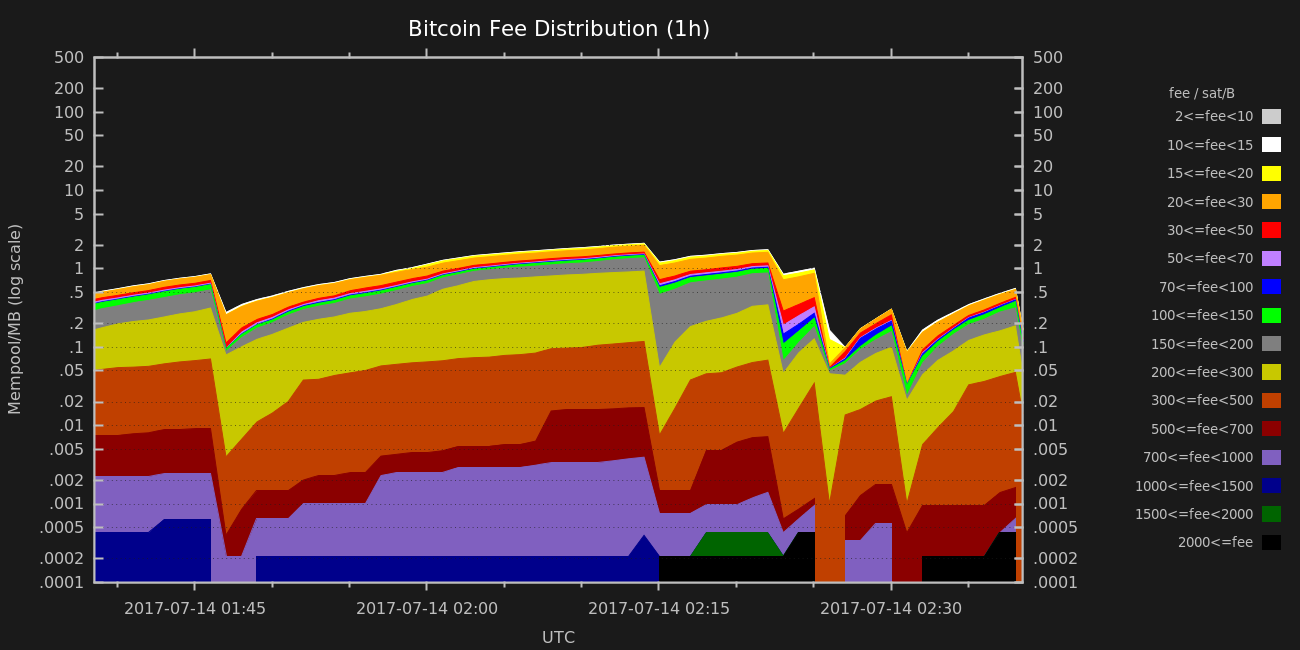 Bitcoin Fee Distribution (1h)
500 500
200 200
100 100
50 50
20 20
10 10
5 5
2 2
1 1
.5 .5
.2 .2
.1 .1
.05 .05
.02 .02
.01 .01
.005 .005
.002 .002
.001 .001
.0005 .0005
.0002 .0002
.0001 .0001
Mempool/MB (log scale)
2017-07-14 01:45 2017-07-14 02:00 2017-07-14 02:15 2017-07-14 02:30
UTC
fee / sat/B
2<=fee<10
10<=fee<15
15<=fee<20
20<=fee<30
30<=fee<50
50<=fee<70
70<=fee<100
100<=fee<150
150<=fee<200
200<=fee<300
300<=fee<500
500<=fee<700
700<=fee<1000
1000<=fee<1500
1500<=fee<2000
2000<=fee